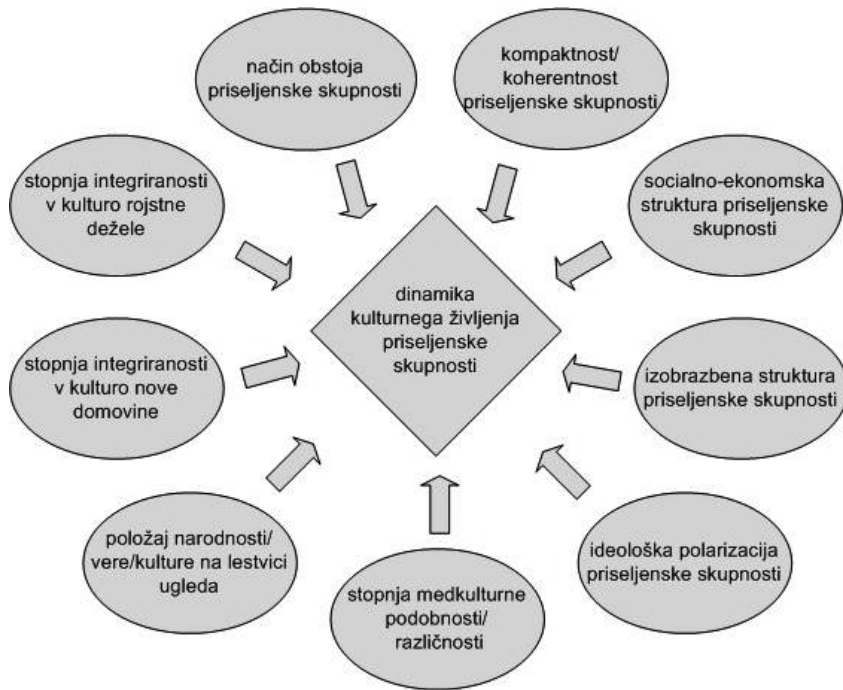 način obstoja
priseljenske skupnosti
kompaktnost/
koherentnost
priseljenske skupnosti
stopnja integriranosti
v kulturo rojstne
dežele
socialno-ekonomska
struktura priseljenske
skupnosti
dinamika
kulturnega življenja
priseljenske
skupnosti
stopnja integriranosti
v kulturo nove
domovine
izobrazbena struktura
priseljenske skupnosti
položaj narodnosti/
vere/kulture na lestvici
ugleda
stopnja medkulturne
podobnosti/
različnosti
ideološka polarizacija
priseljenske skupnosti